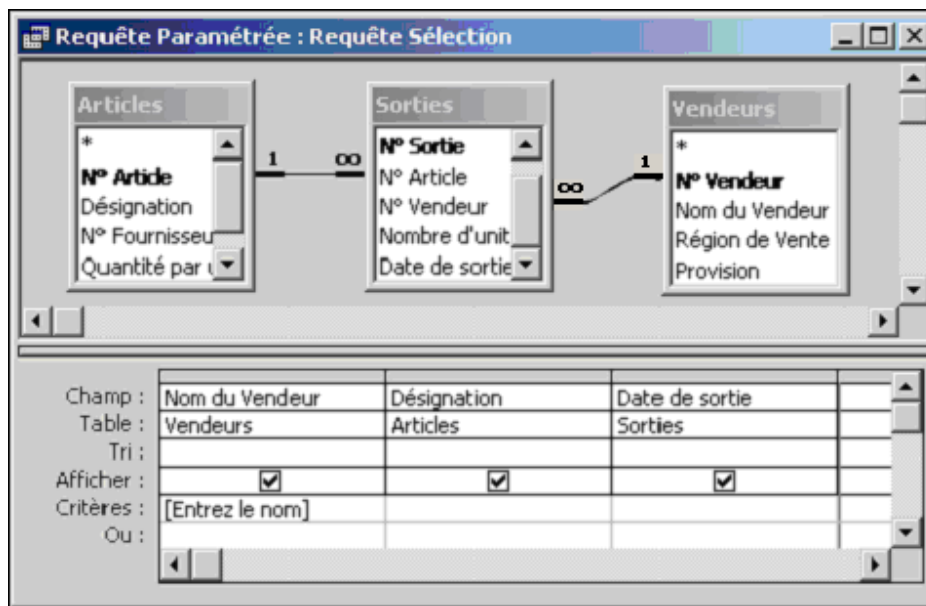 Requête Paramétrée : Requête Sélection
Articles
*
N° Article
Désignation
N° Fournisseu
Quantité par u
1
∞
Sorties
N° Sortie
N° Article
N° Vendeur
Nombre d'unit
Date de sortie
∞
1
Vendeurs
*
N° Vendeur
Nom du Vendeur
Région de Vente
Provision
Champ : Nom du Vendeur Désignation Date de sortie
Table : Vendeurs Articles Sorties
Tri :
Afficher :
Critères : [Entrez le nom]
Ou :